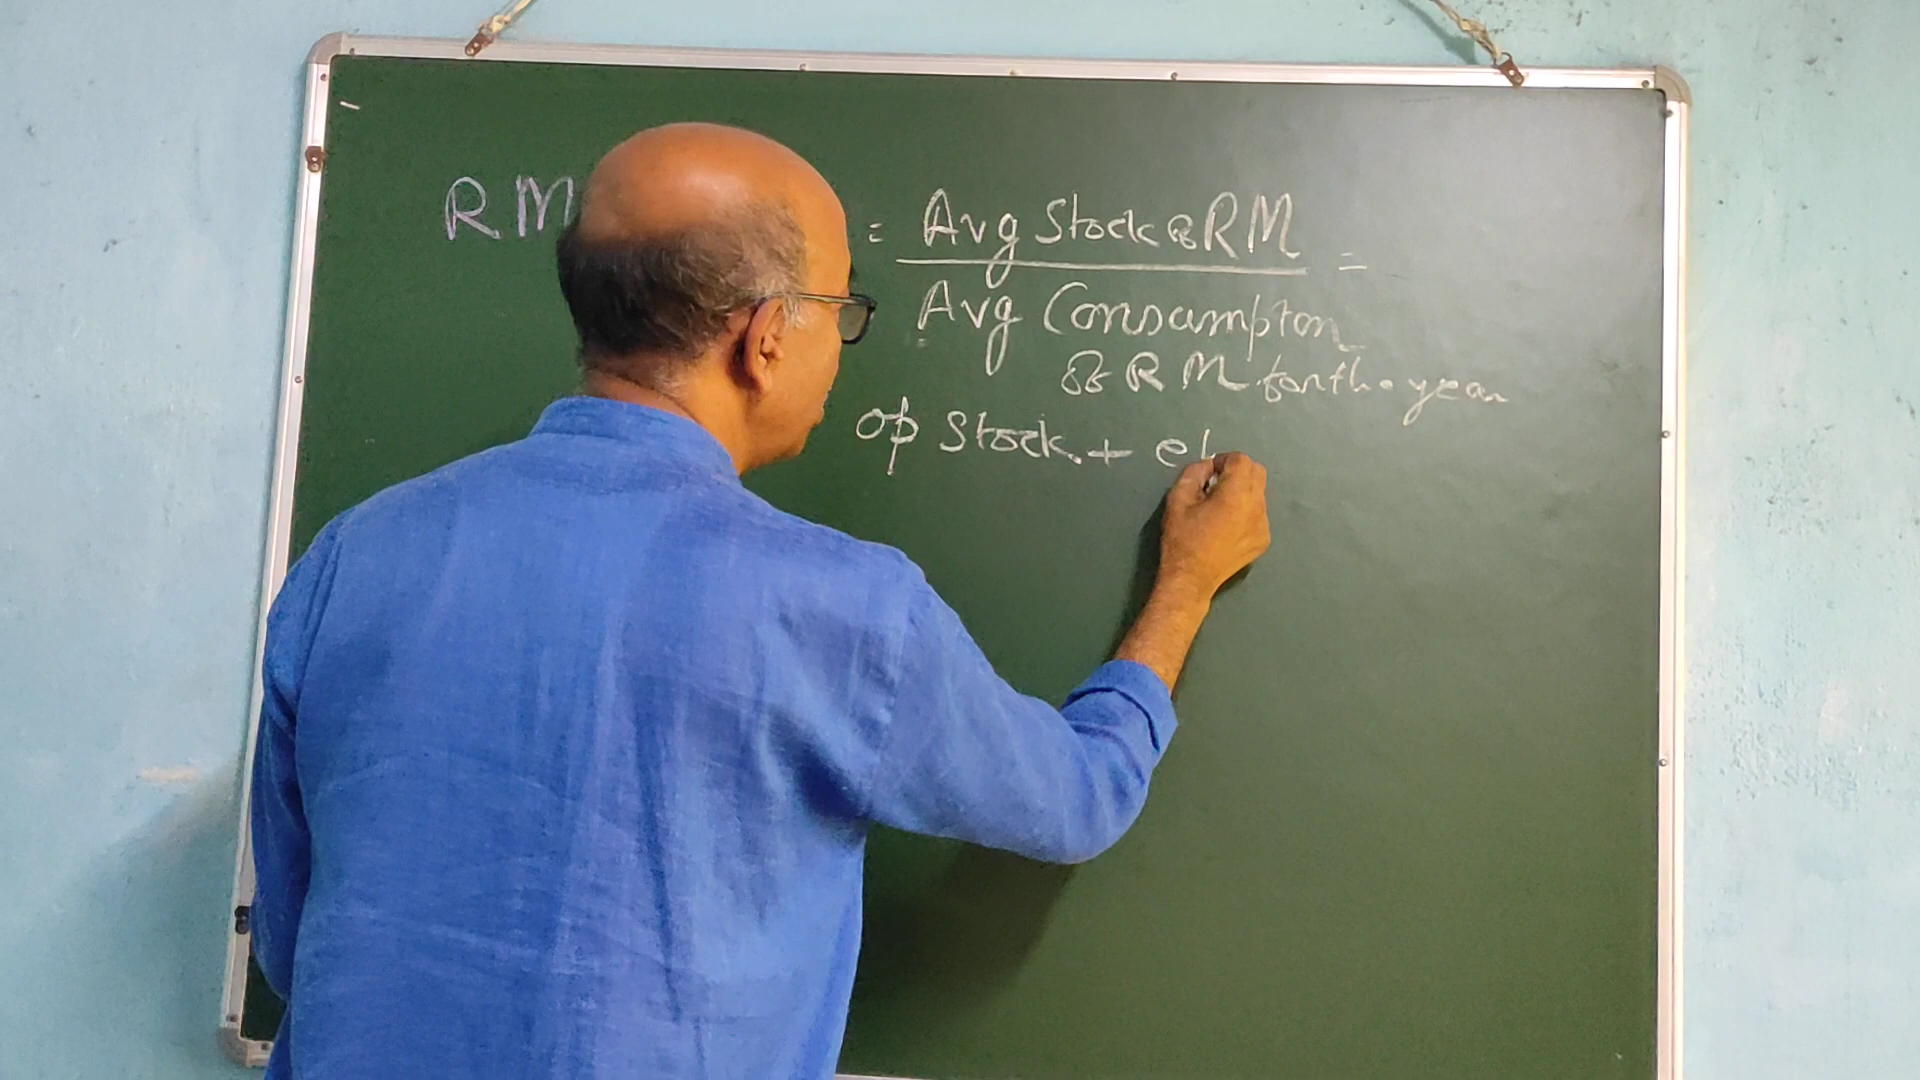 RM = Avg Stock of RM =
Avg Consumption
of RM for the year
op Stock + cl